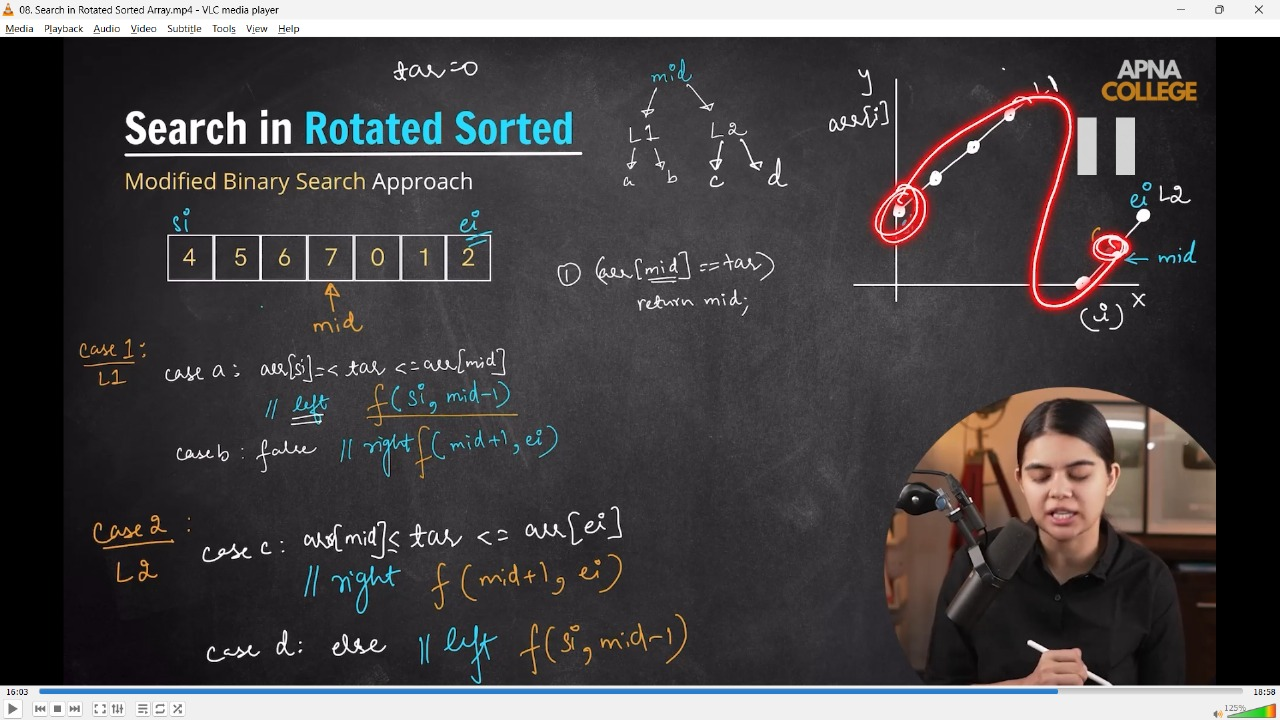 08. Search in Rotated Sorted Array.mp4 - VLC media player
Media Playback Audio Video Subtitle Tools View Help
tar=0
mid
L1 L2
a b c d
y
arr[i]
APNA
COLLEGE
Search in Rotated Sorted
Modified Binary Search Approach
si ei
4 5 6 7 0 1 2
mid
① (arr[mid]==tar)
return mid;
ei L2
mid
x
(i)
Case 1:
L1
case a: arr[si]=< tar <=arr[mid]
// left f(si, mid-1)
case b: false // right f(mid+1, ei)
Case 2:
L2
case c: arr[mid]≤ tar <= arr[ei]
// right f(mid+1, ei)
case d: else // left f(si, mid-1)
16:03 18:58
125%